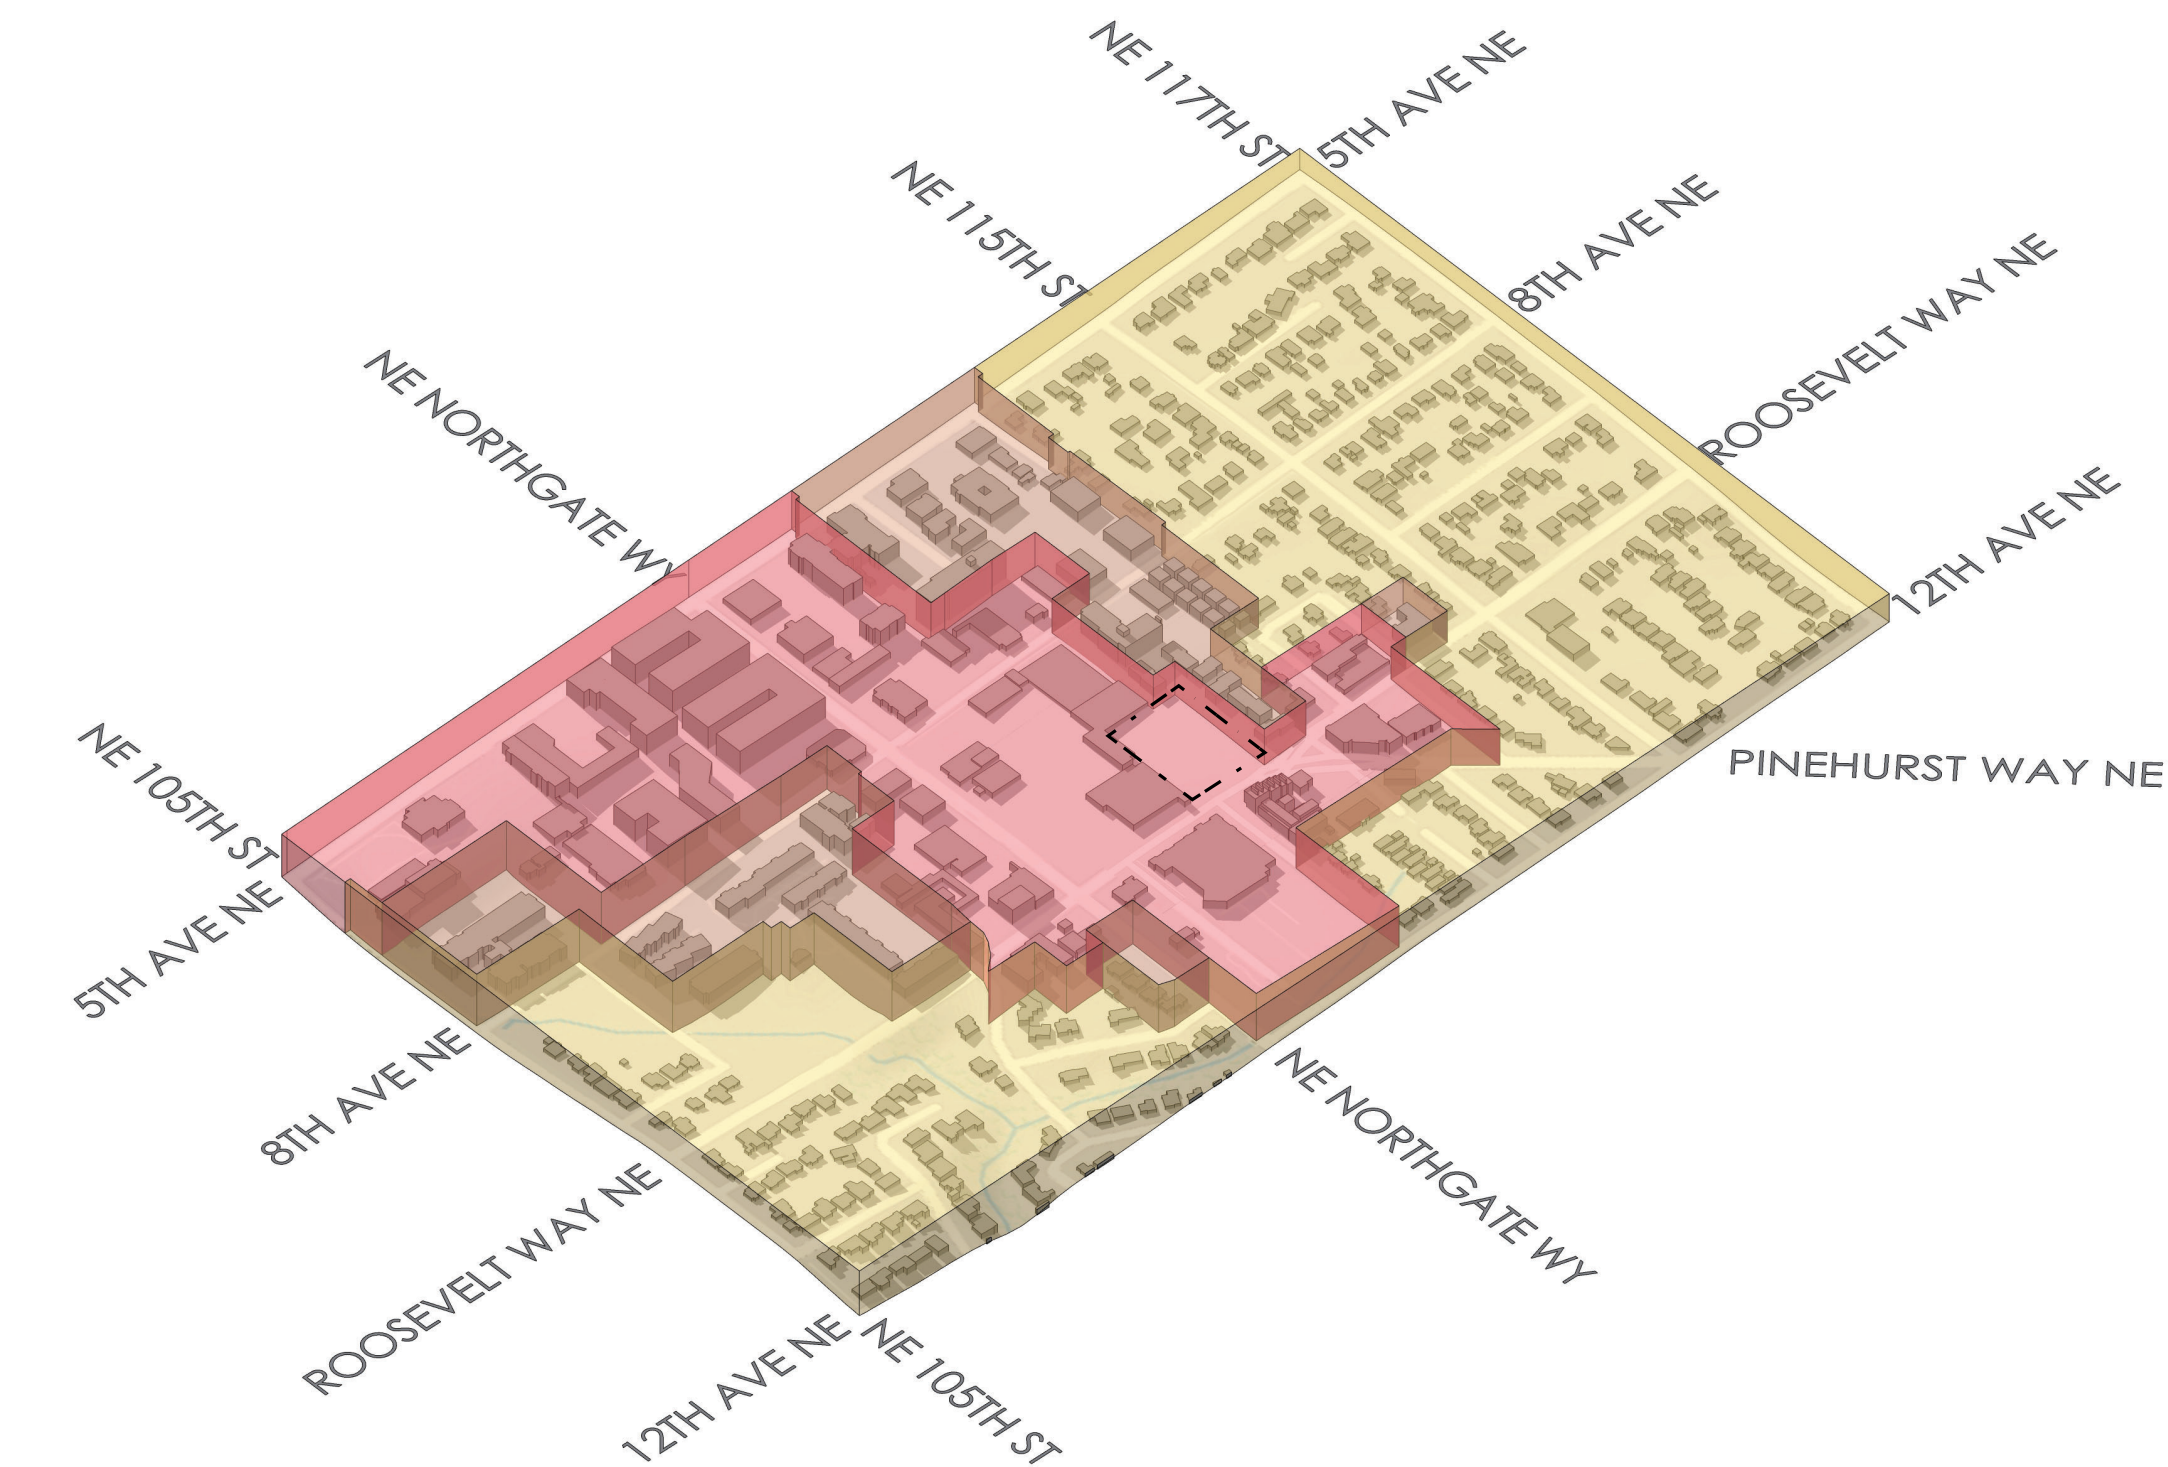 NE 117TH ST
5TH AVE NE
NE 115TH ST
8TH AVE NE
ROOSEVELT WAY NE
NE NORTHGATE WY
12TH AVE NE
NE 105TH ST
PINEHURST WAY NE
5TH AVE NE
8TH AVE NE
NE NORTHGATE WY
ROOSEVELT WAY NE
12TH AVE NE
NE 105TH ST